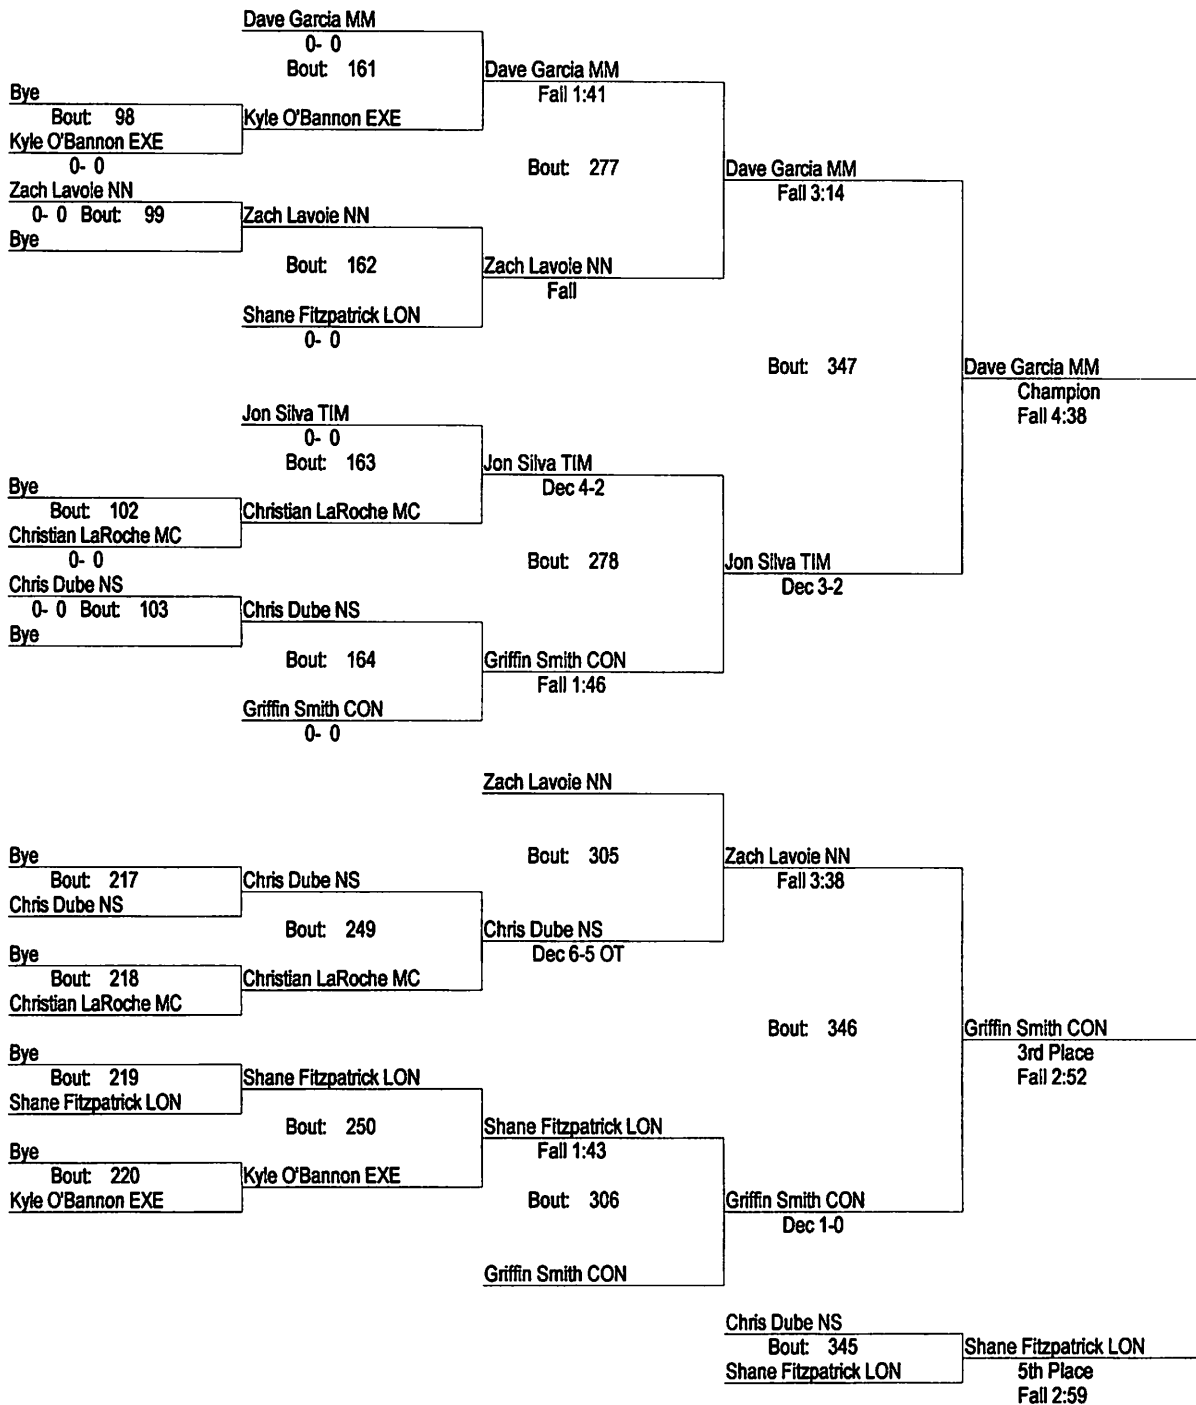 Dave Garcia MM
0- 0
Bout: 161
Dave Garcia MM
Fall 1:41
Bye
Bout: 98
Kyle O'Bannon EXE
Kyle O'Bannon EXE
0- 0
Bout: 277
Dave Garcia MM
Fall 3:14
Zach Lavoie NN
0- 0 Bout: 99
Bye
Zach Lavoie NN
Bout: 162
Zach Lavoie NN
Fall
Shane Fitzpatrick LON
0- 0
Bout: 347
Dave Garcia MM
Champion
Fall 4:38
Jon Silva TIM
0- 0
Bout: 163
Jon Silva TIM
Dec 4-2
Bye
Bout: 102
Christian LaRoche MC
Christian LaRoche MC
0- 0
Bout: 278
Jon Silva TIM
Dec 3-2
Chris Dube NS
0- 0 Bout: 103
Bye
Chris Dube NS
Bout: 164
Griffin Smith CON
Fall 1:46
Griffin Smith CON
0- 0
Zach Lavoie NN
Bout: 305
Zach Lavoie NN
Fall 3:38
Bye
Bout: 217
Chris Dube NS
Chris Dube NS
Bout: 249
Chris Dube NS
Dec 6-5 OT
Bye
Bout: 218
Christian LaRoche MC
Christian LaRoche MC
Bout: 346
Griffin Smith CON
3rd Place
Fall 2:52
Bye
Bout: 219
Shane Fitzpatrick LON
Shane Fitzpatrick LON
Bout: 250
Shane Fitzpatrick LON
Fall 1:43
Bye
Bout: 220
Kyle O'Bannon EXE
Kyle O'Bannon EXE
Bout: 306
Griffin Smith CON
Dec 1-0
Griffin Smith CON
Chris Dube NS
Bout: 345
Shane Fitzpatrick LON
Shane Fitzpatrick LON
5th Place
Fall 2:59